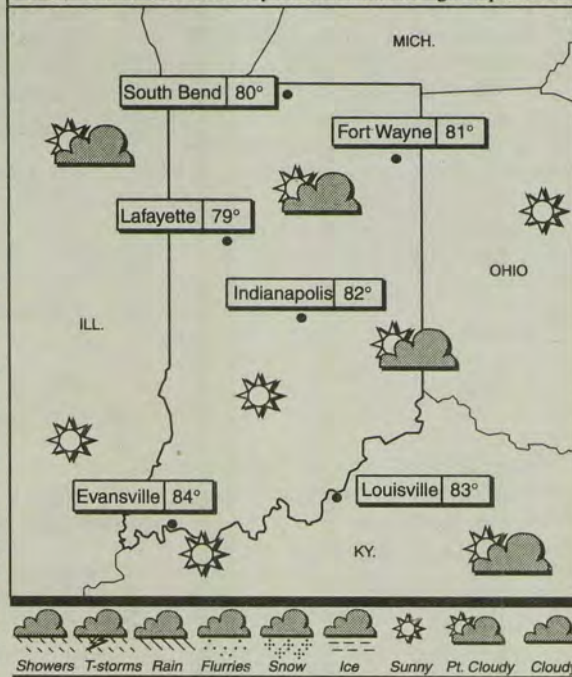 MICH.
South Bend 80°
Fort Wayne 81°
Lafayette 79°
OHIO
Indianapolis 82°
ILL.
Evansville 84°
Louisville 83°
KY.
Showers T-storms Rain Flurries Snow Ice Sunny Pt. Cloudy Cloudy